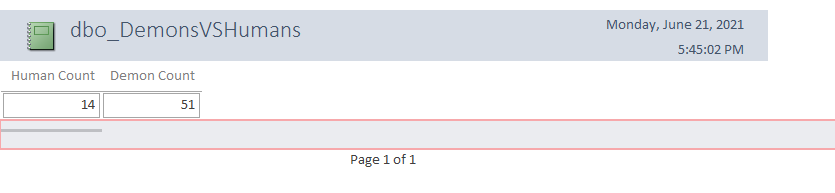 dbo_DemonsVSHumans
Monday, June 21, 2021
5:45:02 PM
Human Count Demon Count
14 51
Page 1 of 1